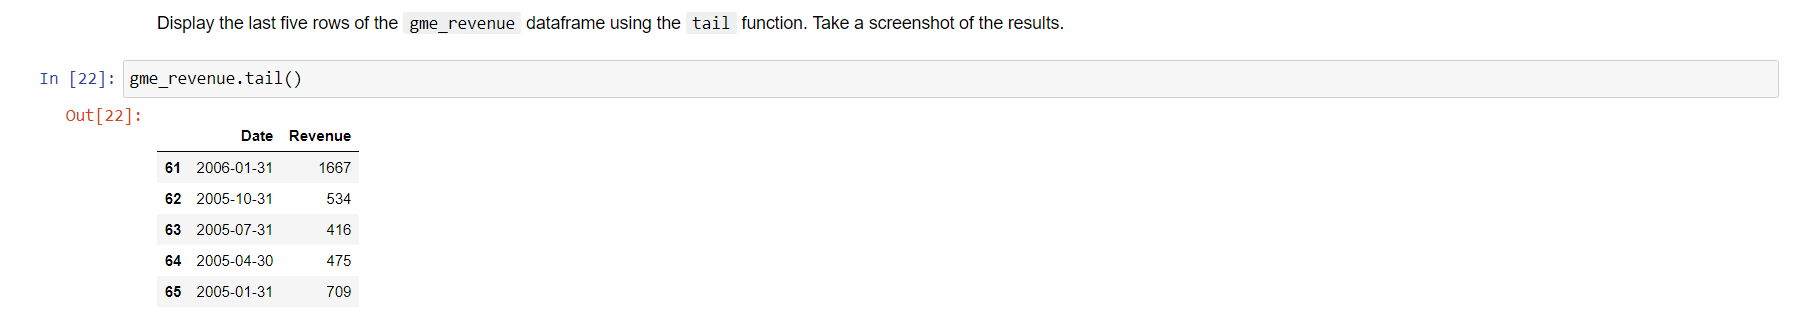 Display the last five rows of the gme_revenue dataframe using the tail function. Take a screenshot of the results.
In [22]: gme_revenue.tail()
Out[22]:
Date Revenue
61 2006-01-31 1667
62 2005-10-31 534
63 2005-07-31 416
64 2005-04-30 475
65 2005-01-31 709